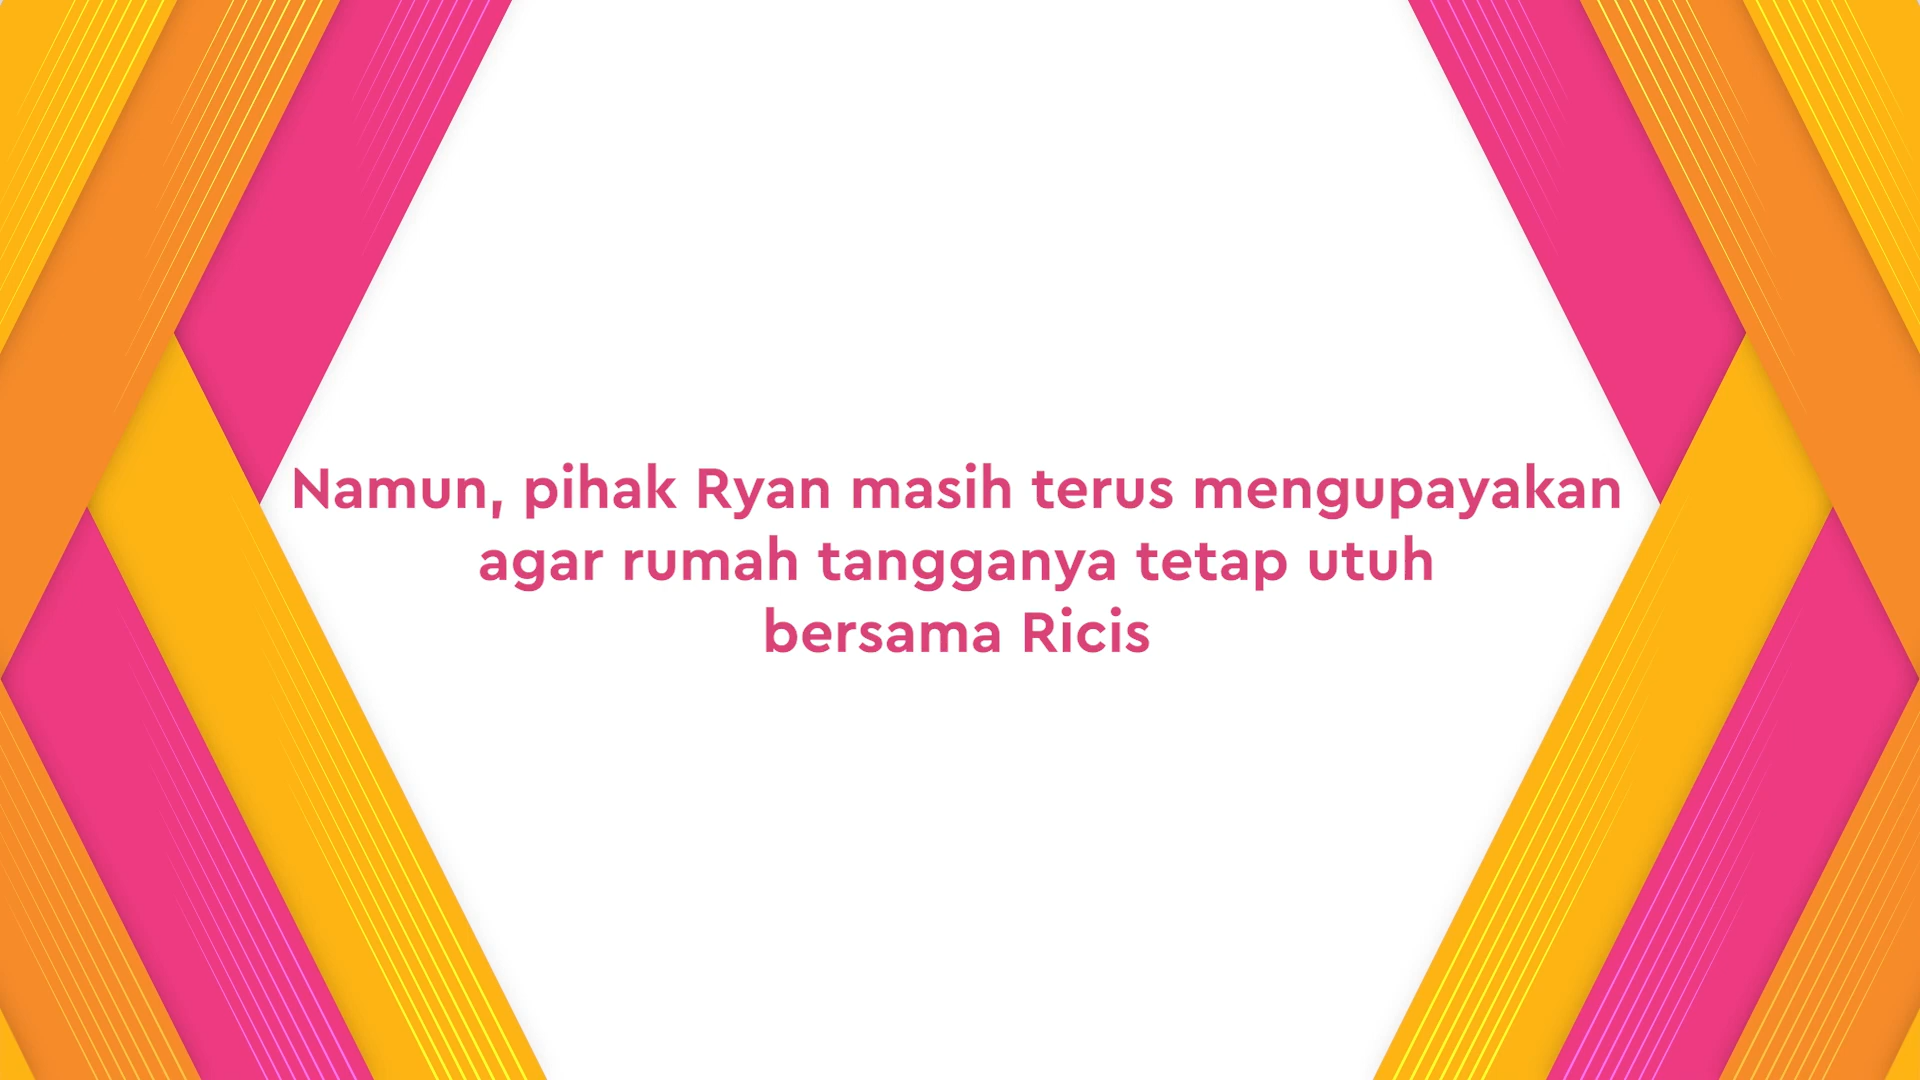 Namun, pihak Ryan masih terus mengupayakan
agar rumah tangganya tetap utuh
bersama Ricis